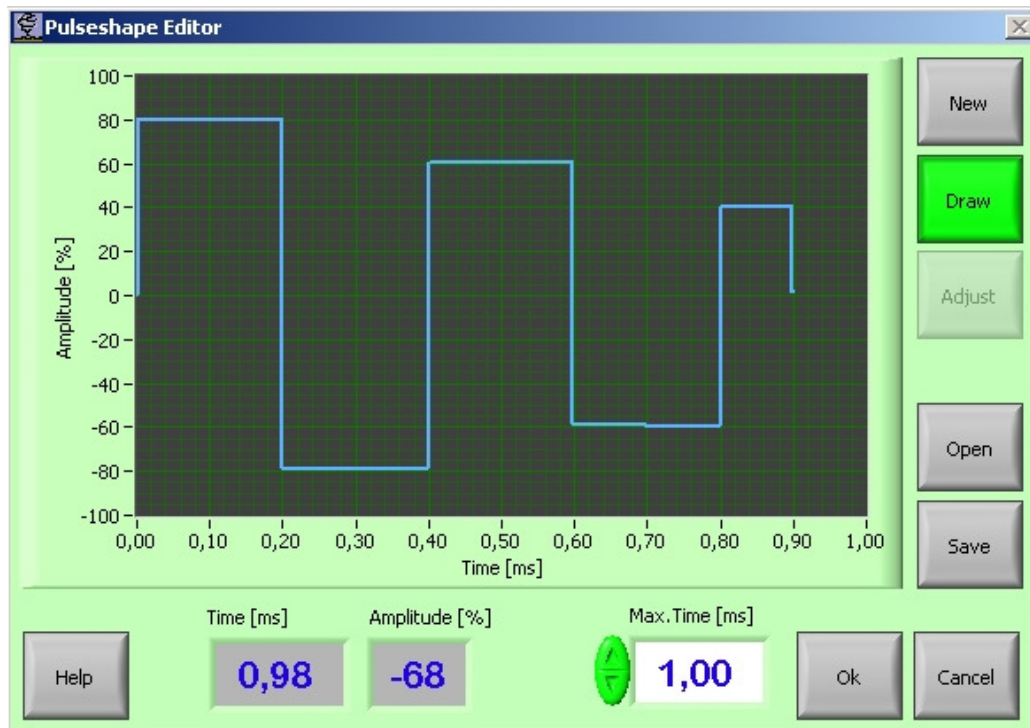 Pulseshape Editor
Amplitude [%]
100
80
60
40
20
0
-20
-40
-60
-80
-100
0,00 0,10 0,20 0,30 0,40 0,50 0,60 0,70 0,80 0,90 1,00
Time [ms]
New
Draw
Adjust
Open
Save
Time [ms] Amplitude [%] Max.Time [ms]
Help 0,98 -68 1,00 Ok Cancel